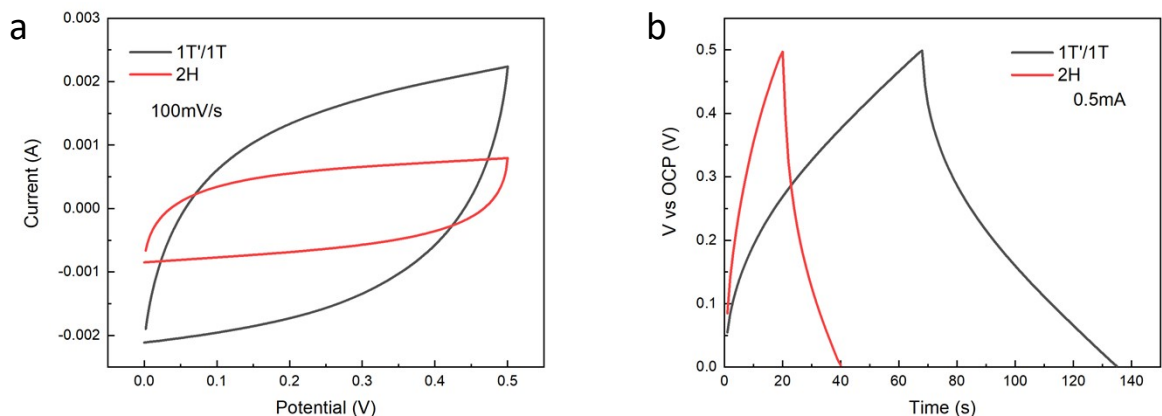 a
0.003
0.002
0.001
0.000
-0.001
-0.002
Current (A)
1T'/1T
2H
100mV/s
0.0
0.1
0.2
0.3
0.4
0.5
Potential (V)
b
0.5
0.4
0.3
0.2
0.1
0.0
V vs OCP (V)
1T'/1T
2H
0.5mA
0
20
40
60
80
100
120
140
Time (s)